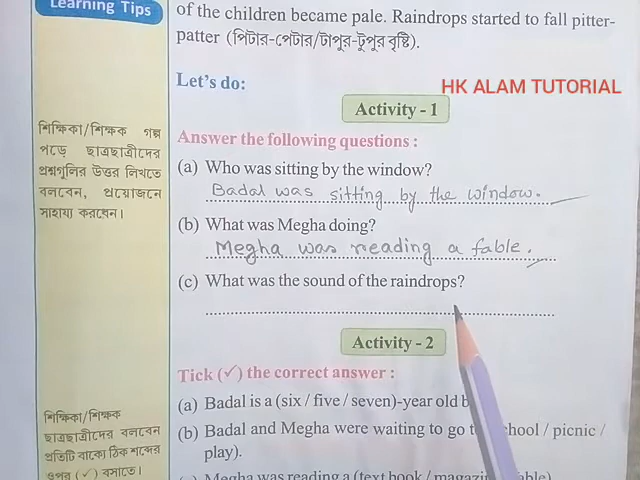 Learning Tips
of the children became pale. Raindrops started to fall pitter-
patter (পিটার-পেটার/টাপুর-টুপুর বৃষ্টি).
Let's do:
HK ALAM TUTORIAL
Activity - 1
শিক্ষিকা/শিক্ষক গল্প
পড়ে ছাত্রছাত্রীদের
প্রশ্নগুলির উত্তর লিখতে
বলবেন, প্রয়োজনে
সাহায্য করবেন।
Answer the following questions :
(a) Who was sitting by the window?
Badal was sitting by the window.
(b) What was Megha doing?
Megha was reading a fable.
(c) What was the sound of the raindrops?
Activity - 2
Tick (✓) the correct answer :
(a) Badal is a (six / five / seven)-year old b
শিক্ষিকা/শিক্ষক
ছাত্রছাত্রীদের বলবেন
প্রতিটি বাক্যে ঠিক শব্দের
ওপর (✓) বসাতে।
(b) Badal and Megha were waiting to go t chool / picnic /
play).
Megha was reading a (text book / magazi able)